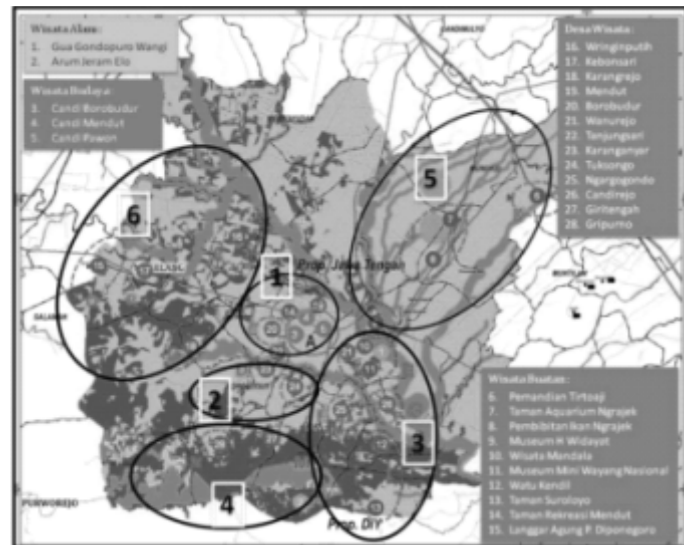 Wisata Alam:
1. Gua Gondopuro Wangi
2. Arum Jeram Elo
Wisata Budaya:
3. Candi Borobudur
4. Candi Mendut
5. Candi Pawon
Desa Wisata:
16. Wringinputih
17. Kebonsari
18. Karangrejo
19. Mendut
20. Borobudur
21. Wanurejo
22. Tanjungsari
23. Karanganyar
24. Tuksongo
25. Ngargogondo
26. Candirejo
27. Giritengah
28. Gripurno
Wisata Buatan:
6. Pemandian Tirtoaji
7. Taman Aquarium Ngrajek
8. Pembibitan Ikan Ngrajek
9. Museum H Widayat
10. Wisata Mandala
11. Museum Mini Wayang Nasional
12. Watu Kendil
13. Taman Suroloyo
14. Taman Rekreasi Mendut
15. Langgar Agung P. Diponegoro
5
6
1
Prop. Jawa Tengah
A
2
3
4
PURWOREJO
Prop. DIY